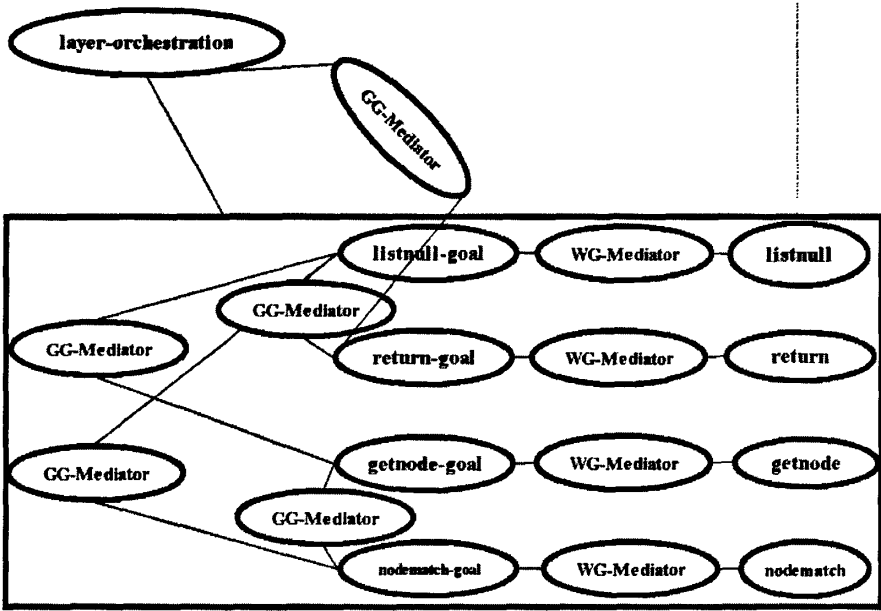 layer-orchestration
GG-Mediator
listnull-goal
WG-Mediator
listnull
GG-Mediator
GG-Mediator
return-goal
WG-Mediator
return
GG-Mediator
getnode-goal
WG-Mediator
getnode
GG-Mediator
nodematch-goal
WG-Mediator
nodematch